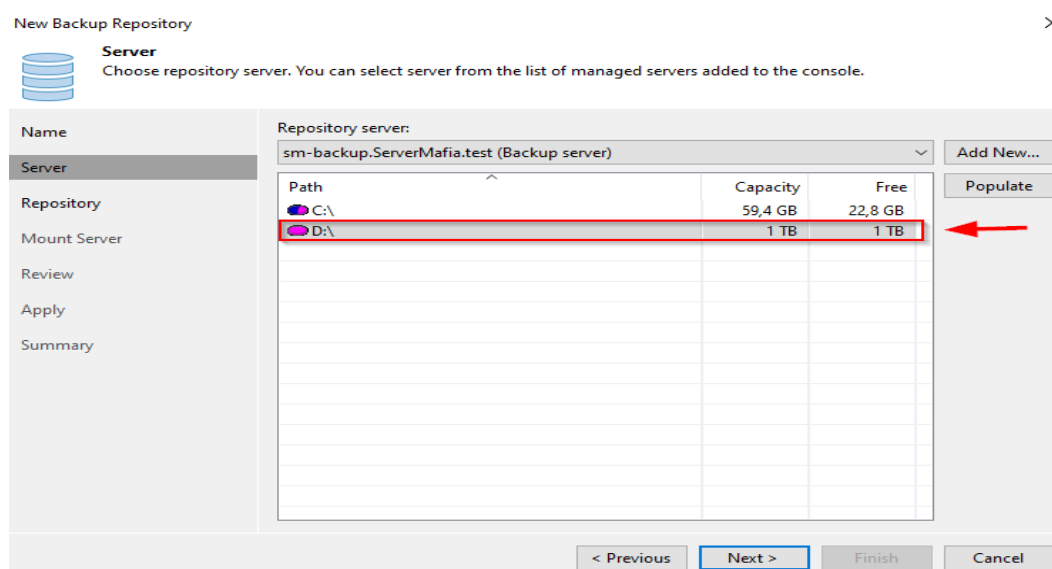 New Backup Repository
Server
Choose repository server. You can select server from the list of managed servers added to the console.
Name
Server
Repository
Mount Server
Review
Apply
Summary
Repository server:
sm-backup.ServerMafia.test (Backup server)
Add New...
Populate
Path Capacity Free
C:\ 59,4 GB 22,8 GB
D:\ 1 TB 1 TB
< Previous Next > Finish Cancel